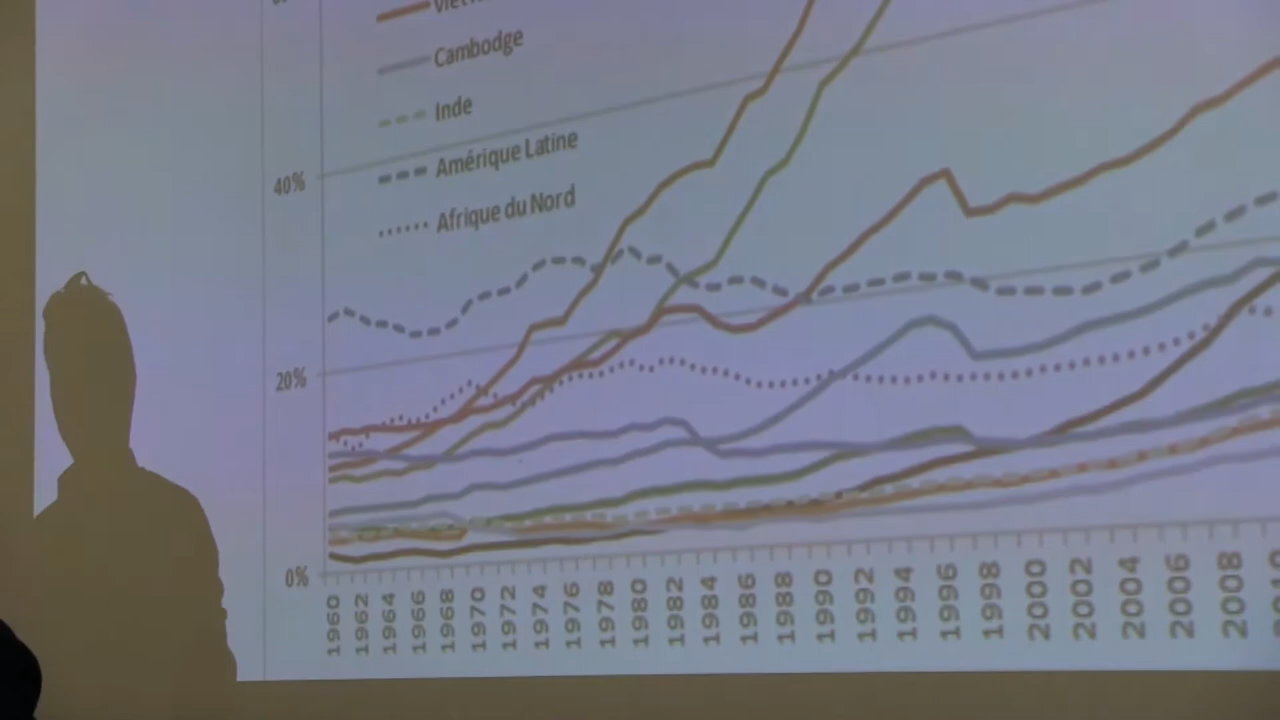 Cambodge
Inde
Amérique Latine
Afrique du Nord
40%
20%
0%
1960 1962 1964 1966 1968 1970 1972 1974 1976 1978 1980 1982 1984 1986 1988 1990 1992 1994 1996 1998 2000 2002 2004 2006 2008